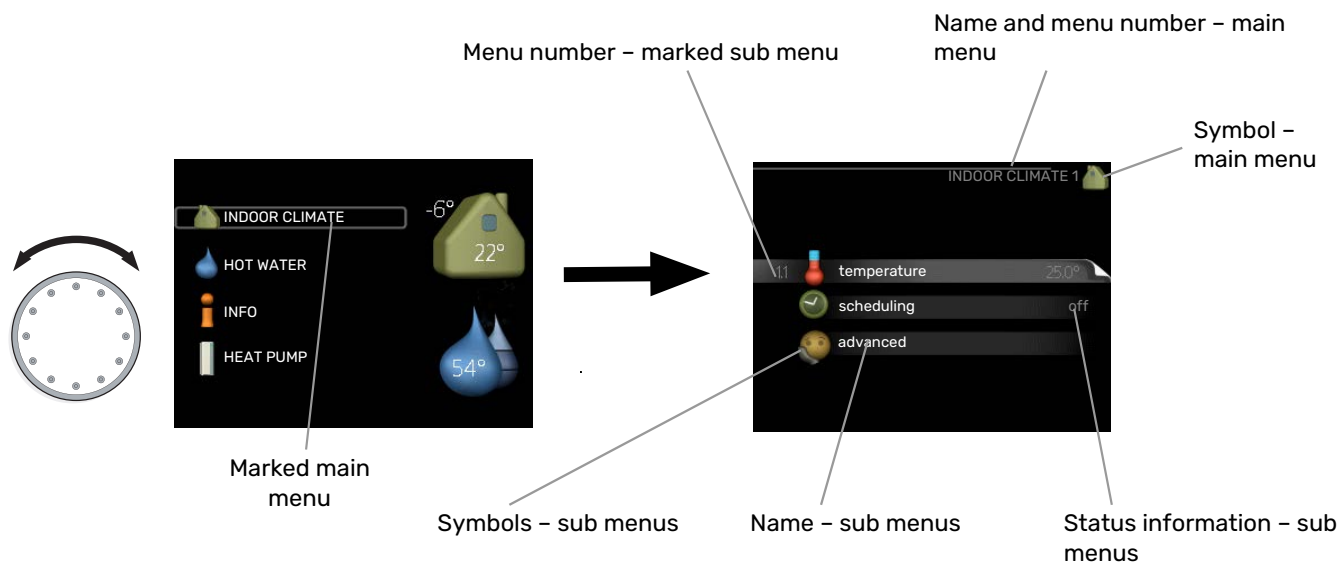 Name and menu number – main
menu
Menu number – marked sub menu
Symbol –
main menu
INDOOR CLIMATE
-6°
22°
HOT WATER
INFO
HEAT PUMP
54°
INDOOR CLIMATE 1
1.1 temperature 25.0°
scheduling off
advanced
Marked main
menu
Symbols – sub menus
Name – sub menus
Status information – sub
menus